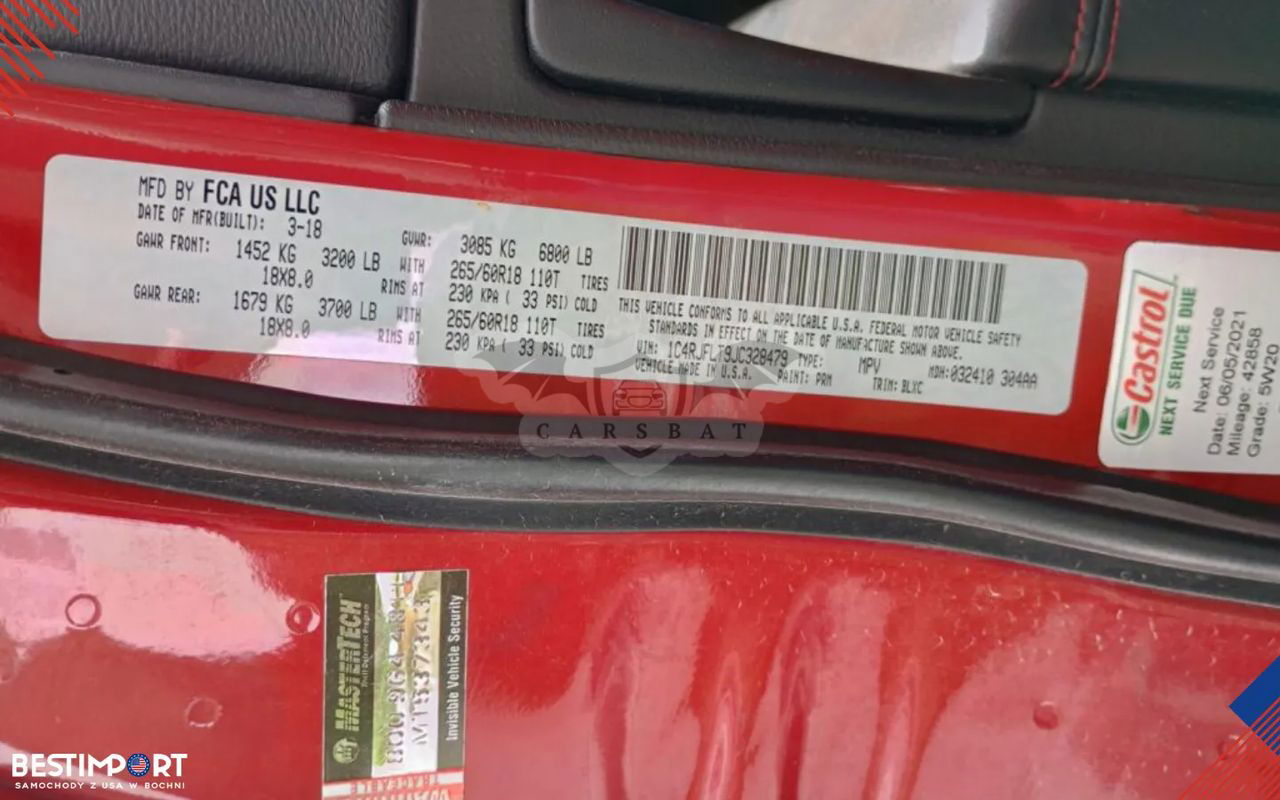 MFD BY FCA US LLC
DATE OF MFR(BUILT): 3-18
GVWR: 3085 KG 6800 LB
GAWR FRONT: 1452 KG 3200 LB WITH 265/60R18 110T TIRES
18X8.0 RIMS AT 230 KPA ( 33 PSI) COLD
GAWR REAR: 1679 KG 3700 LB WITH 265/60R18 110T TIRES
18X8.0 RIMS AT 230 KPA ( 33 PSI) COLD
THIS VEHICLE CONFORMS TO ALL APPLICABLE U.S.A. FEDERAL MOTOR VEHICLE SAFETY
STANDARDS IN EFFECT ON THE DATE OF MANUFACTURE SHOWN ABOVE.
VIN: 1C4RJFLT9JC328479 TYPE: MPV MDH:032410 304AA
VEHICLE MADE IN U.S.A. PAINT: PRM TRIM: BLXC
Castrol
NEXT SERVICE DUE
Next Service
Date: 06/05/2021
Mileage: 42858
Grade: 5W20
CARSBAT
MASTERTECH
Theft Deterrent Program
Invisible Vehicle Security
TRACEABLE
BESTIMPORT
SAMOCHODY Z USA W BOCHNI